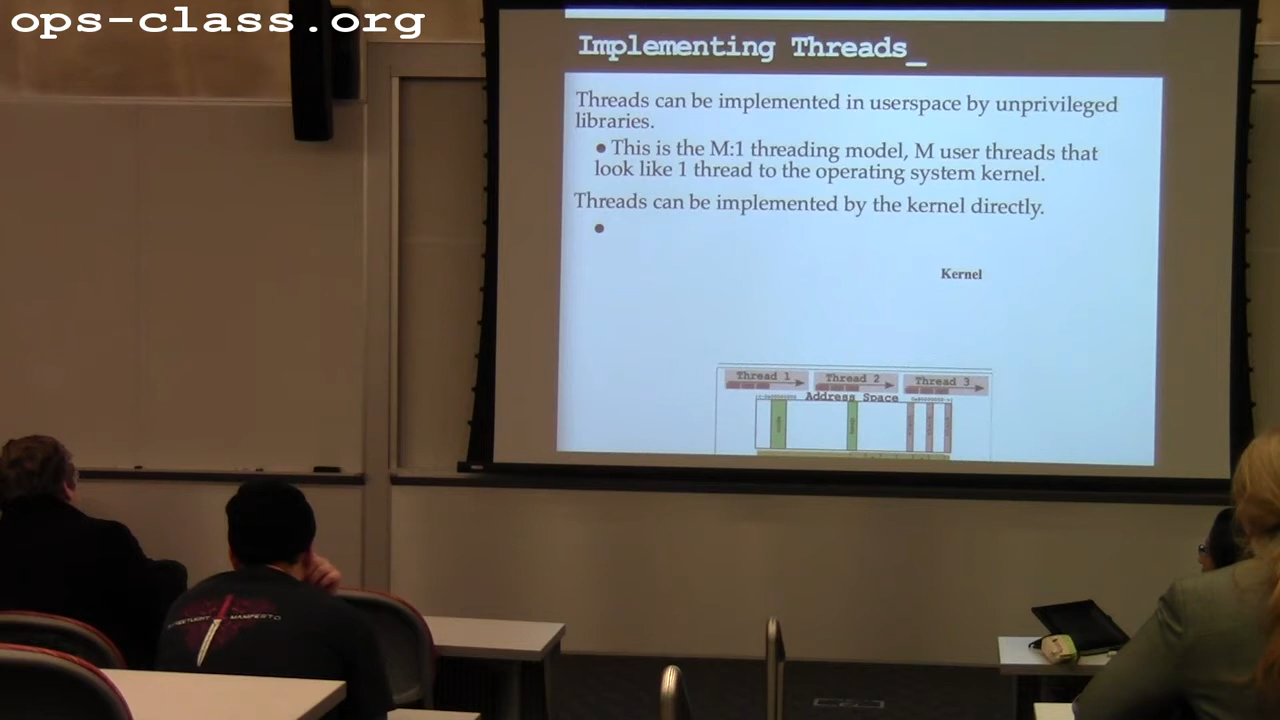 ops-class.org
Implementing Threads_
Threads can be implemented in userspace by unprivileged
libraries.
• This is the M:1 threading model, M user threads that
look like 1 thread to the operating system kernel.
Threads can be implemented by the kernel directly.
•
Kernel
Thread 1 Thread 2 Thread 3
Address Space
MANIFESTO